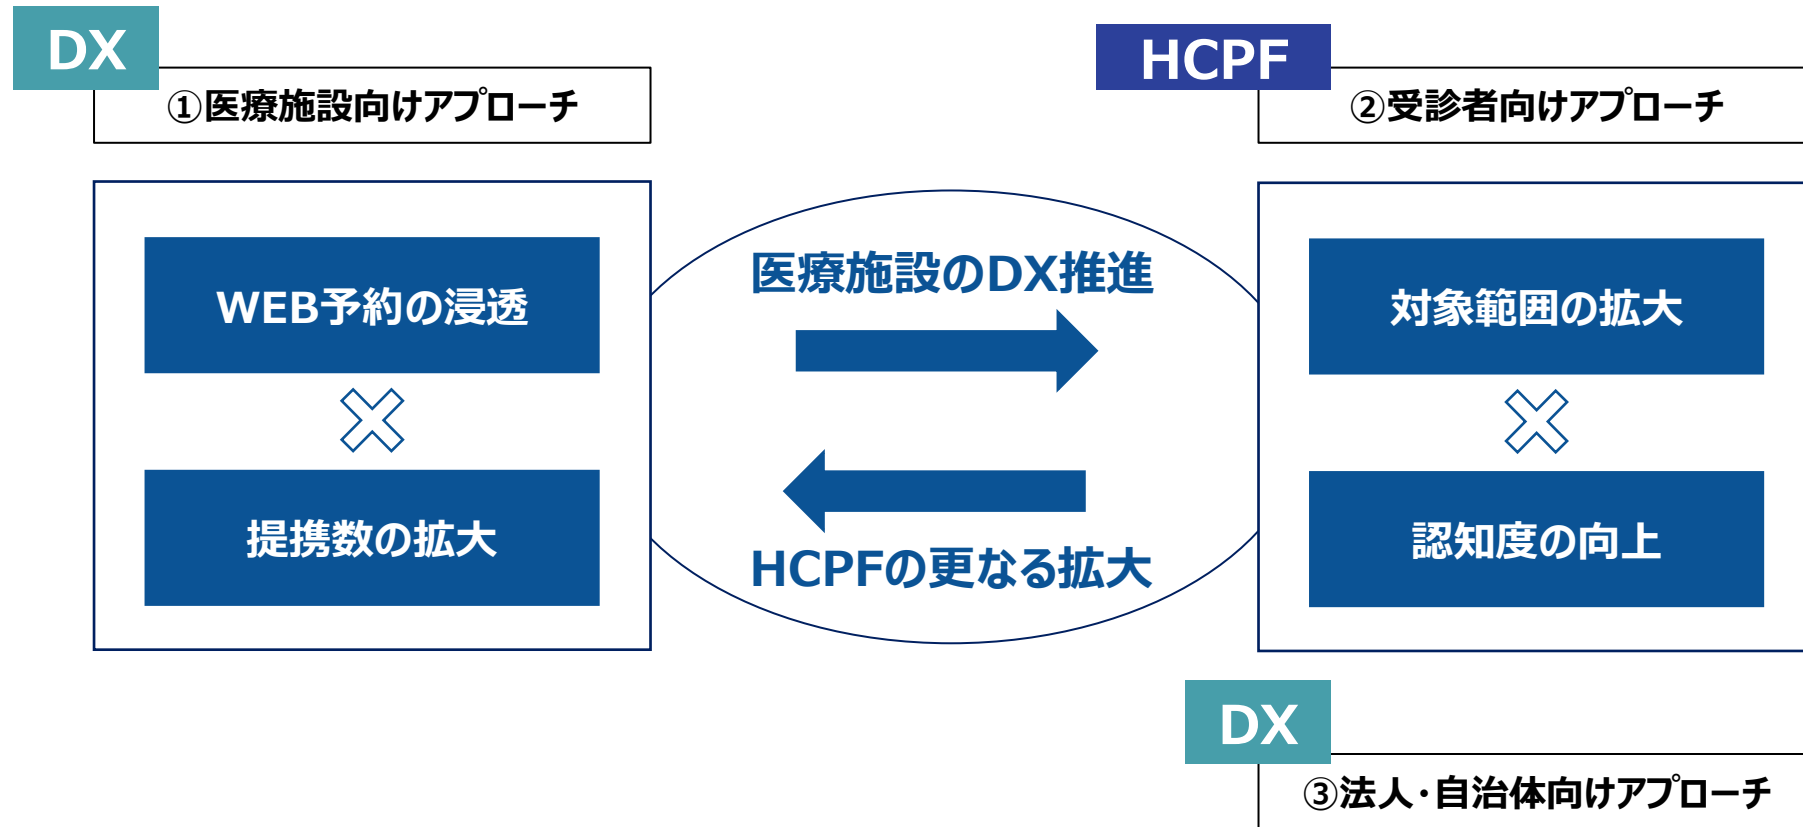 DX
①医療施設向けアプローチ
WEB予約の浸透
提携数の拡大
医療施設のDX推進
HCPFの更なる拡大
HCPF
②受診者向けアプローチ
対象範囲の拡大
認知度の向上
DX
③法人・自治体向けアプローチ